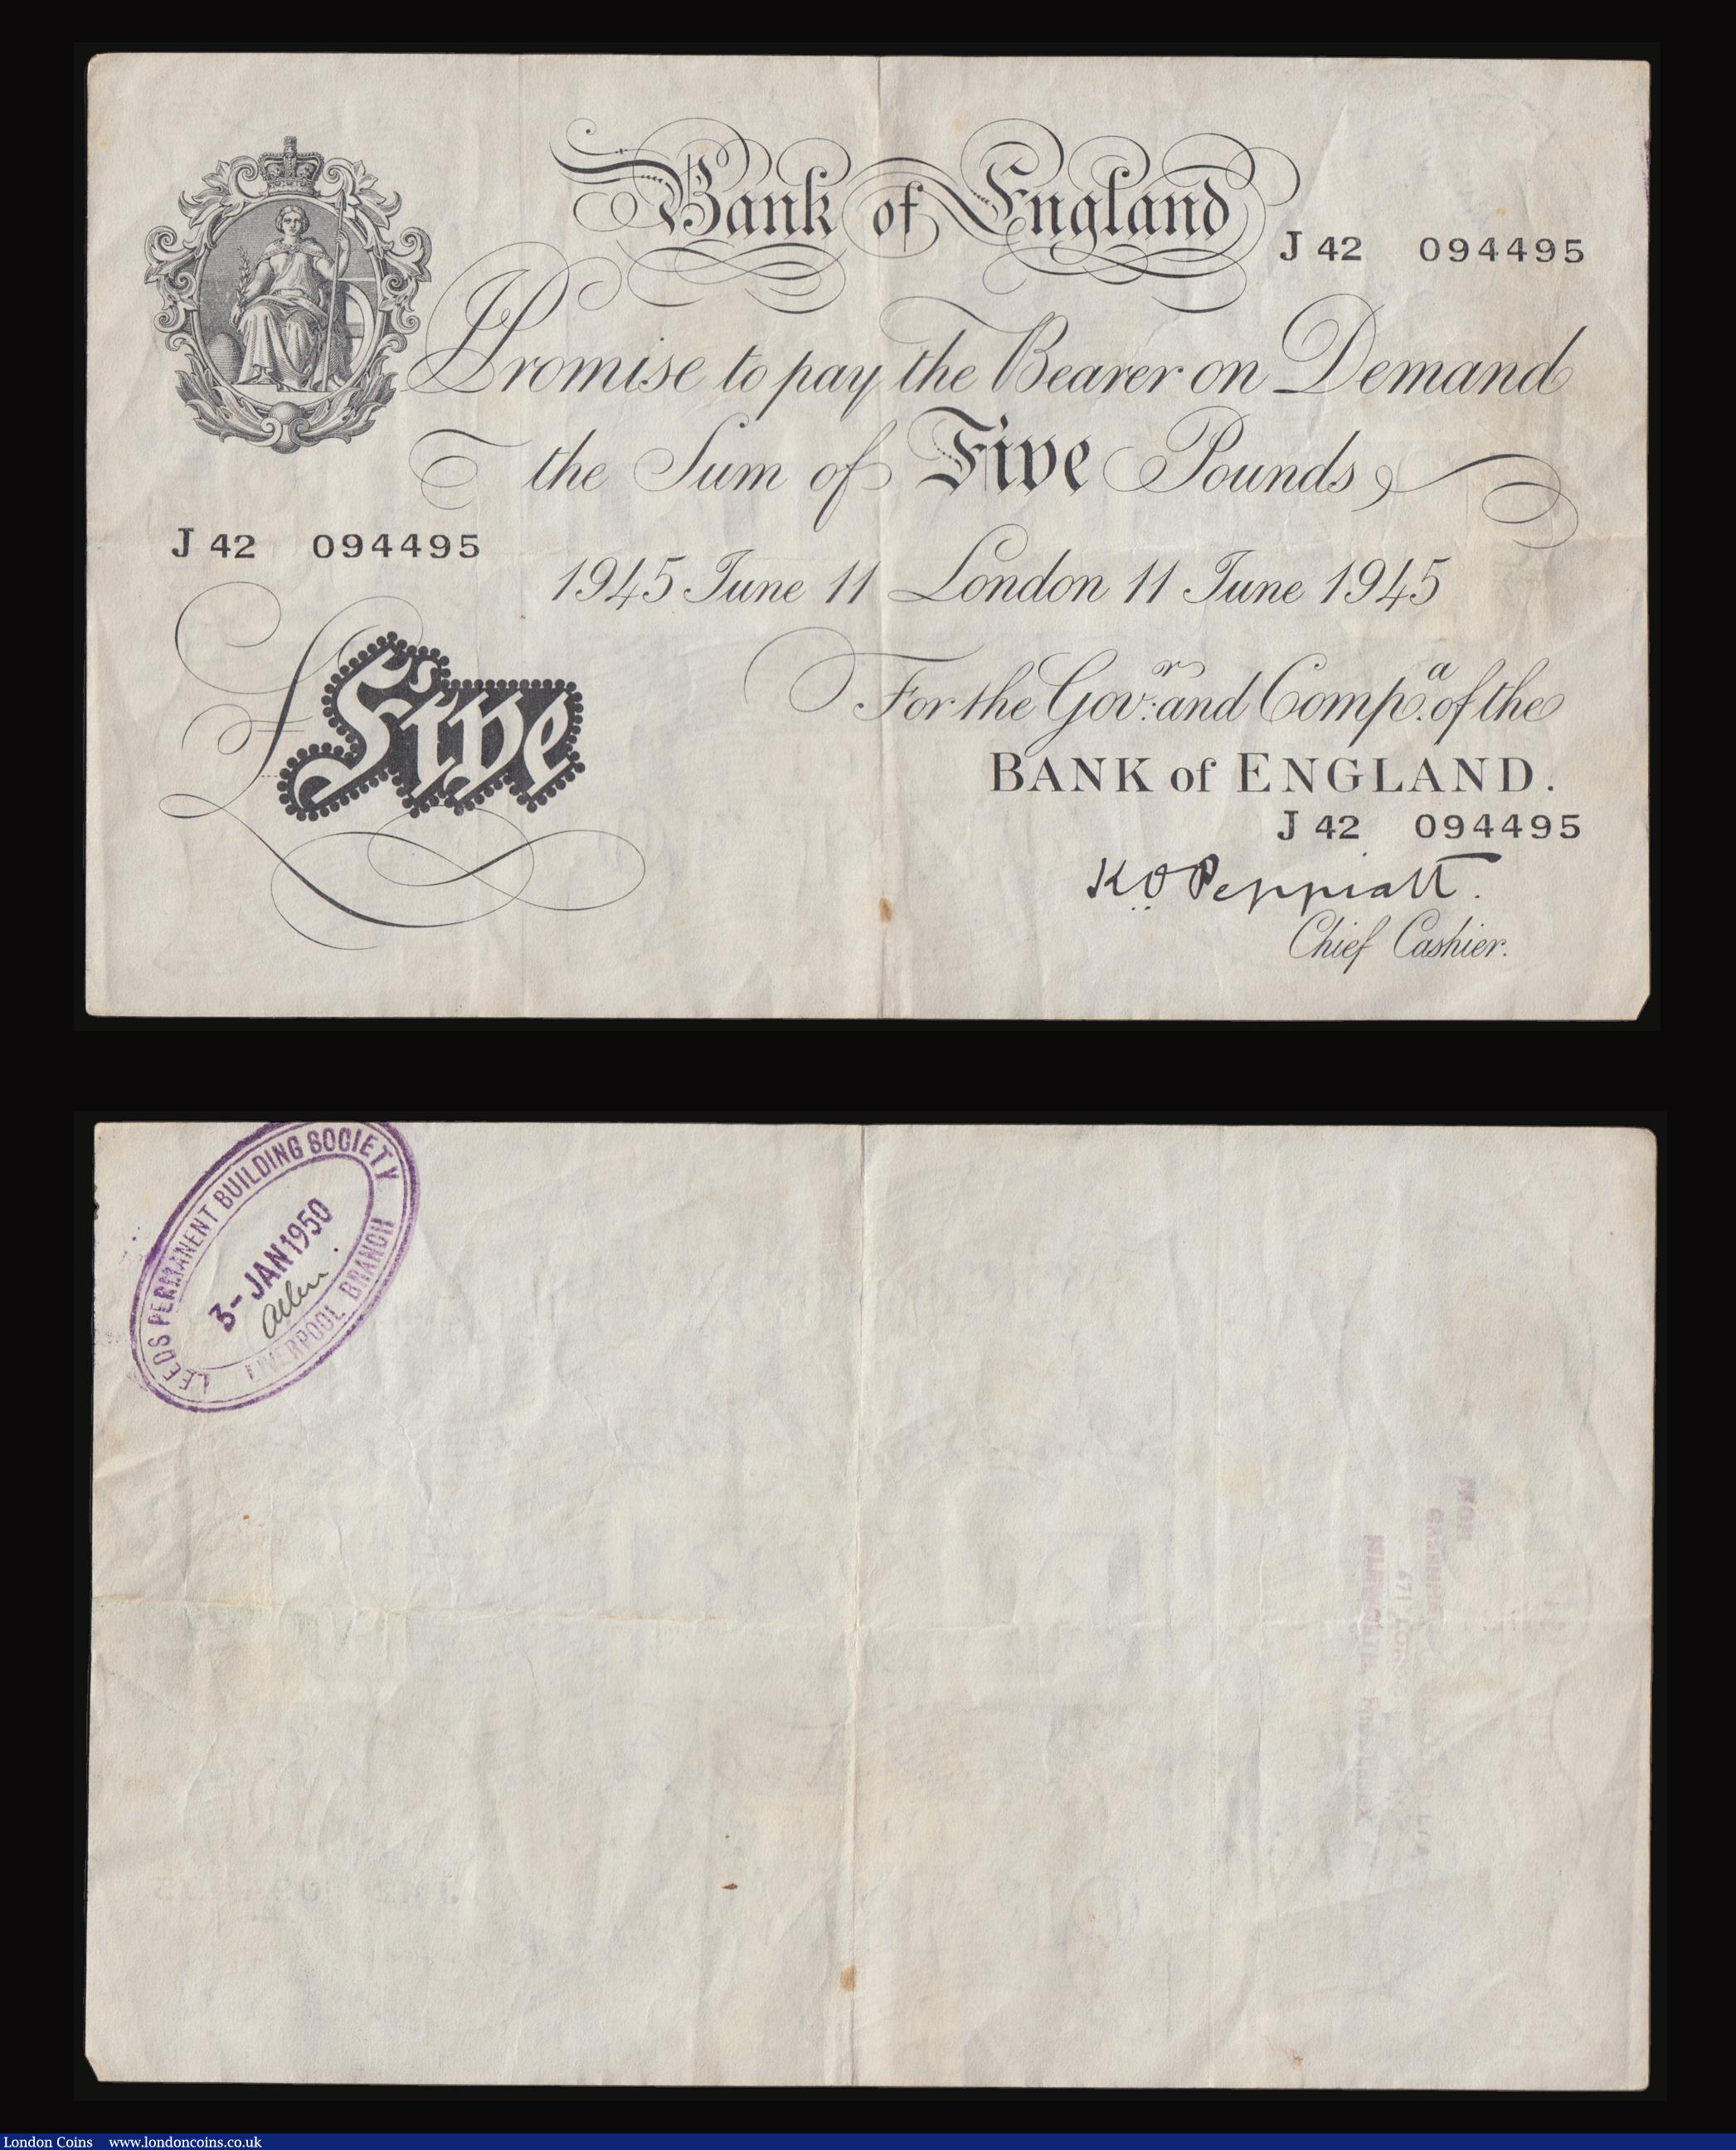 Bank of England
J 42 094495
I Promise to pay the Bearer on Demand
the Sum of Five Pounds
J 42 094495
1945 June 11 London 11 June 1945
£Five
For the Gov.r and Comp.a of the
BANK of ENGLAND.
J 42 094495
K.O. Peppiatt.
Chief Cashier.
LEEDS PERMANENT BUILDING SOCIETY
3-JAN 1950
LIVERPOOL BRANCH
London Coins www.londoncoins.co.uk